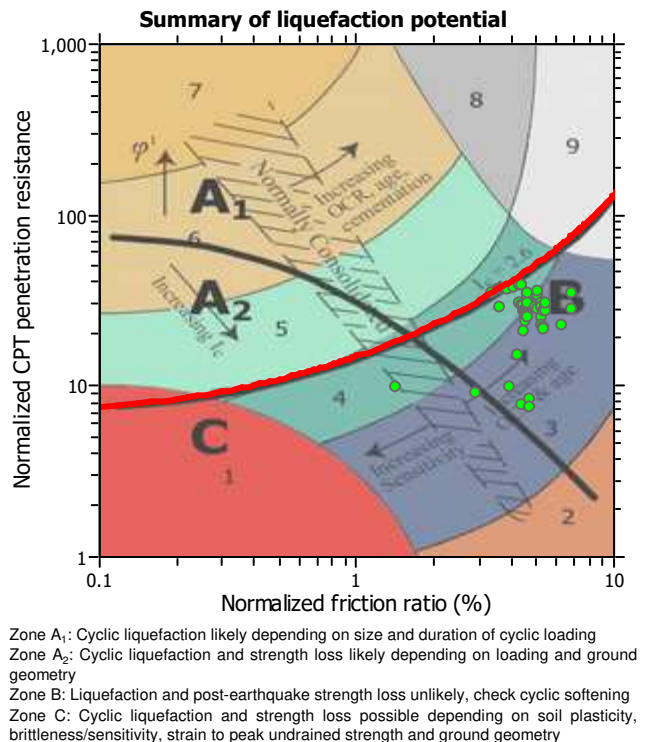 Summary of liquefaction potential
Normalized CPT penetration resistance
1,000
100
10
1
7
8
9
φ'
A1
Normally Consolidated
Increasing
OCR, age,
cementation
6
A2
Increasing Ic
5
Ic = 2.6
B
4
C
1
Increasing
Sensitivity
& age
3
2
0.1
1
10
Normalized friction ratio (%)
Zone A1: Cyclic liquefaction likely depending on size and duration of cyclic loading
Zone A2: Cyclic liquefaction and strength loss likely depending on loading and ground
geometry
Zone B: Liquefaction and post-earthquake strength loss unlikely, check cyclic softening
Zone C: Cyclic liquefaction and strength loss possible depending on soil plasticity,
brittleness/sensitivity, strain to peak undrained strength and ground geometry